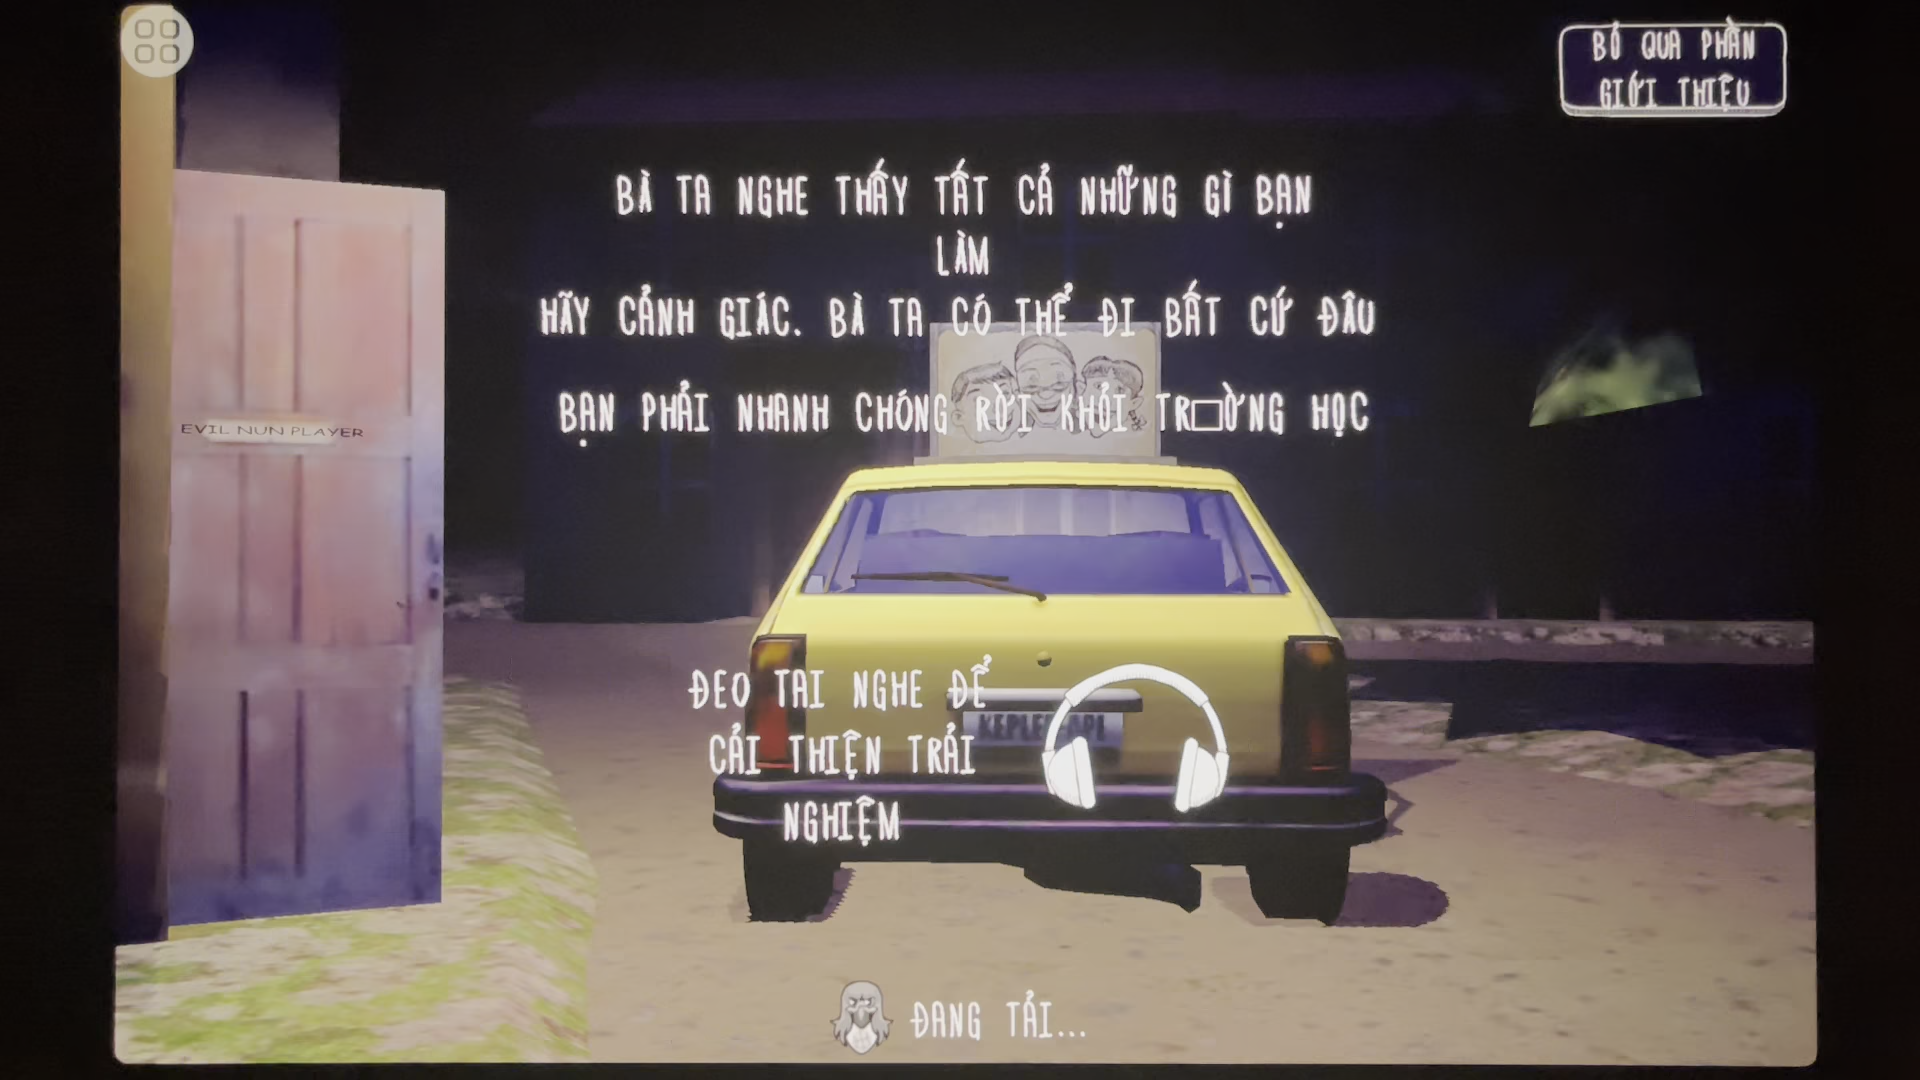 BỎ QUA PHẦN
GIỚI THIỆU
BÀ TA NGHE THẤY TẤT CẢ NHỮNG GÌ BẠN
LÀM
HÃY CẢNH GIÁC. BÀ TA CÓ THỂ ĐI BẤT CỨ ĐÂU
BẠN PHẢI NHANH CHÓNG RỜI KHỎI TR□ỜNG HỌC
EVIL NUN PLAYER
ĐEO TAI NGHE ĐỂ
CẢI THIỆN TRẢI
NGHIỆM
ĐANG TẢI...